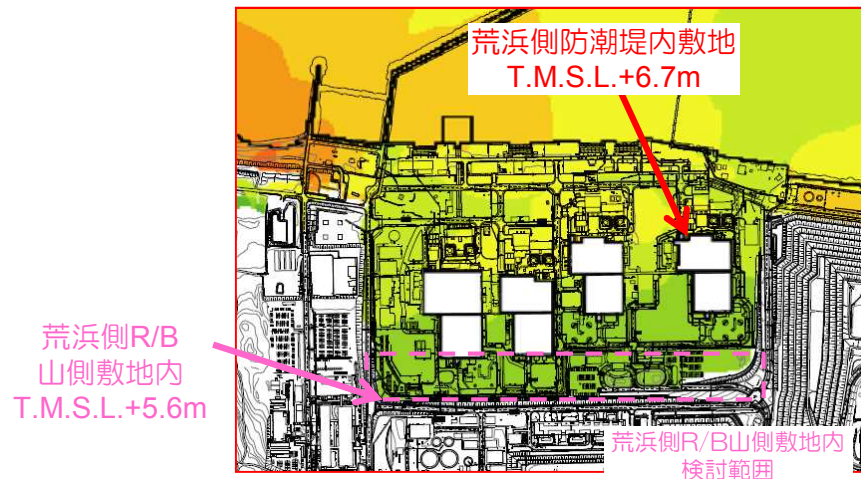 荒浜側防潮堤内敷地
T.M.S.L.+6.7m
荒浜側R/B
山側敷地内
T.M.S.L.+5.6m
荒浜側R/B山側敷地内
検討範囲